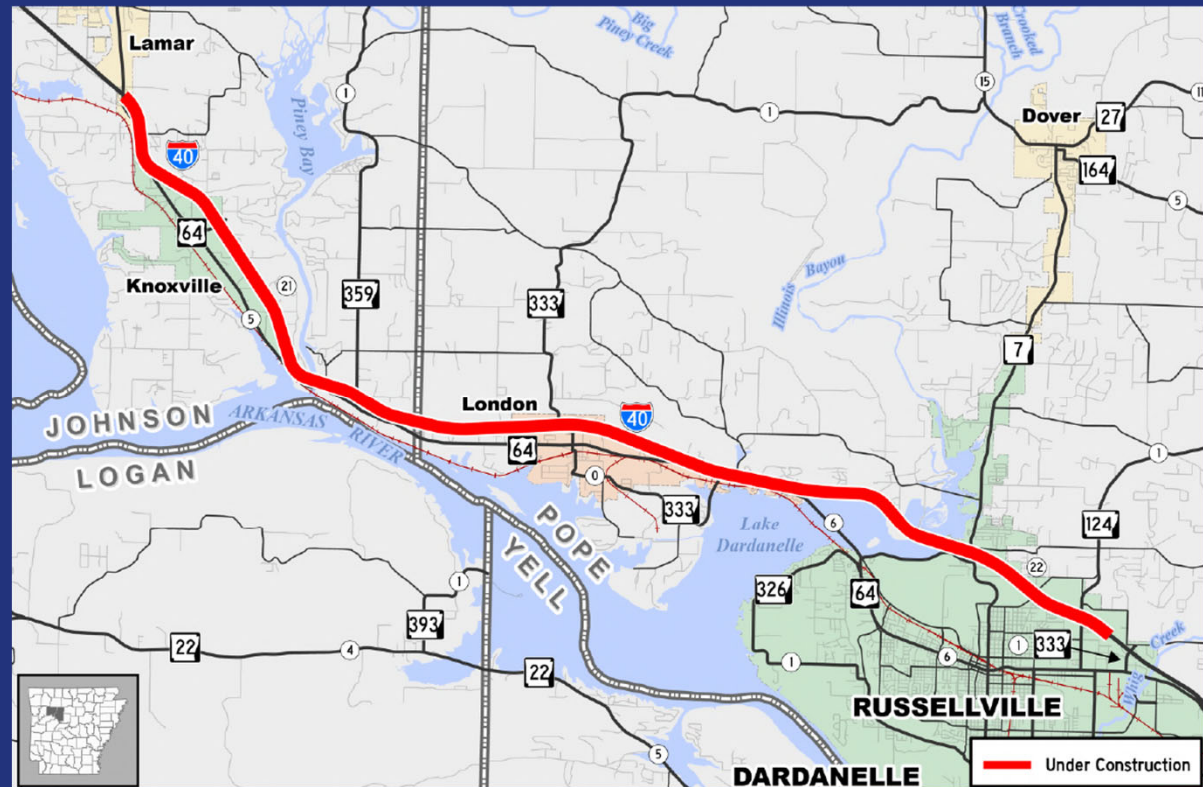 Lamar
Big
Piney Creek
Crooked
Branch
15
1
1
Dover
27
11
Piney Bay
40
164
5
64
Illinois
Bayou
Knoxville
21
359
333
5
7
JOHNSON
ARKANSAS
RIVER
London
40
1
LOGAN
64
0
333
124
POPE
YELL
Lake
Dardanelle
6
22
326
64
1
393
333
1
22
4
1
6
Whig
Creek
22
RUSSELLVILLE
5
DARDANELLE
Under Construction